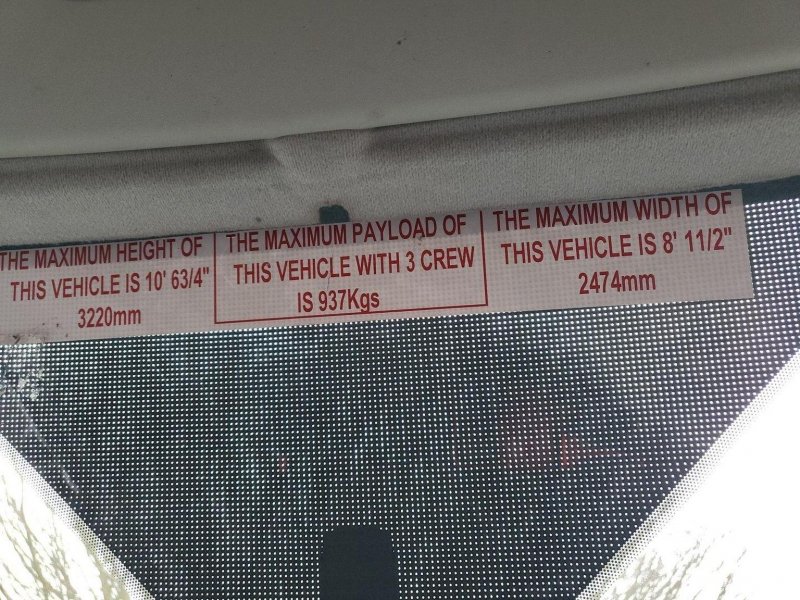 THE MAXIMUM HEIGHT OF
THIS VEHICLE IS 10' 63/4"
3220mm
THE MAXIMUM PAYLOAD OF
THIS VEHICLE WITH 3 CREW
IS 937Kgs
THE MAXIMUM WIDTH OF
THIS VEHICLE IS 8' 11/2"
2474mm